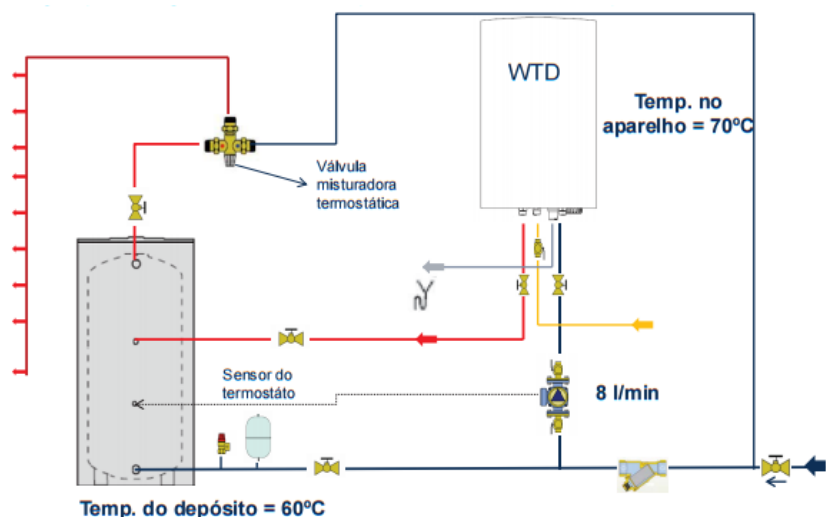 WTD
Temp. no
aparelho = 70ºC
Válvula
misturadora
termostática
Sensor do
termostáto
8 l/min
Temp. do depósito = 60ºC